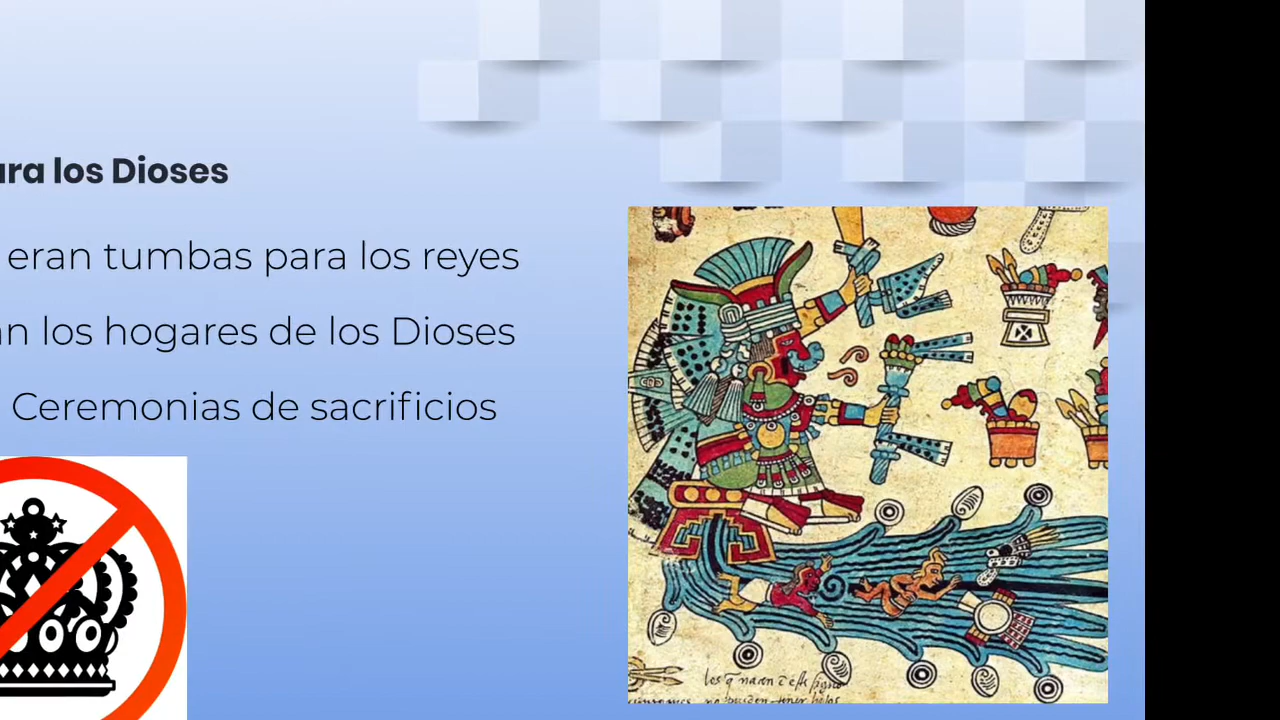 ara los Dioses
eran tumbas para los reyes
an los hogares de los Dioses
Ceremonias de sacrificios